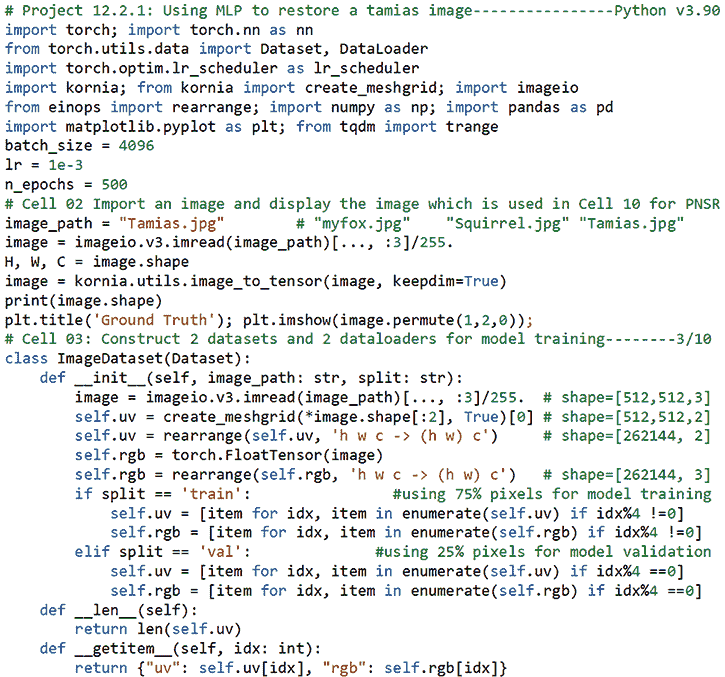 # Project 12.2.1: Using MLP to restore a tamias image----------------Python v3.90
import torch; import torch.nn as nn
from torch.utils.data import Dataset, DataLoader
import torch.optim.lr_scheduler as lr_scheduler
import kornia; from kornia import create_meshgrid; import imageio
from einops import rearrange; import numpy as np; import pandas as pd
import matplotlib.pyplot as plt; from tqdm import trange
batch_size = 4096
lr = 1e-3
n_epochs = 500
# Cell 02 Import an image and display the image which is used in Cell 10 for PNSR
image_path = "Tamias.jpg"        # "myfox.jpg"    "Squirrel.jpg" "Tamias.jpg"
image = imageio.v3.imread(image_path)[..., :3]/255.
H, W, C = image.shape
image = kornia.utils.image_to_tensor(image, keepdim=True)
print(image.shape)
plt.title('Ground Truth'); plt.imshow(image.permute(1,2,0));
# Cell 03: Construct 2 datasets and 2 dataloaders for model training--------3/10
class ImageDataset(Dataset):
    def __init__(self, image_path: str, split: str):
        image = imageio.v3.imread(image_path)[..., :3]/255.  # shape=[512,512,3]
        self.uv = create_meshgrid(*image.shape[:2], True)[0] # shape=[512,512,2]
        self.uv = rearrange(self.uv, 'h w c -> (h w) c')     # shape=[262144, 2]
        self.rgb = torch.FloatTensor(image)
        self.rgb = rearrange(self.rgb, 'h w c -> (h w) c')   # shape=[262144, 3]
        if split == 'train':                #using 75% pixels for model training
            self.uv = [item for idx, item in enumerate(self.uv) if idx%4 !=0]
            self.rgb = [item for idx, item in enumerate(self.rgb) if idx%4 !=0]
        elif split == 'val':              #using 25% pixels for model validation
            self.uv = [item for idx, item in enumerate(self.uv) if idx%4 ==0]
            self.rgb = [item for idx, item in enumerate(self.rgb) if idx%4 ==0]
    def __len__(self):
        return len(self.uv)
    def __getitem__(self, idx: int):
        return {"uv": self.uv[idx], "rgb": self.rgb[idx]}